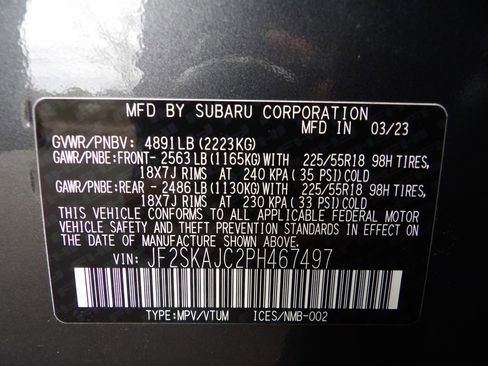 MFD BY SUBARU CORPORATION
MFD IN 03/23
GVWR/PNBV: 4891LB(2223KG)
GAWR/PNBE:FRONT- 2563LB(1165KG)WITH 225/55R18 98H TIRES,
18X7J RIMS AT 240 KPA(35 PSI)COLD
GAWR/PNBE:REAR - 2486LB(1130KG)WITH 225/55R18 98H TIRES,
18X7J RIMS AT 230 KPA(33 PSI)COLD
THIS VEHICLE CONFORMS TO ALL APPLICABLE FEDERAL MOTOR
VEHICLE SAFETY AND THEFT PREVENTION STANDARDS IN
EFFECT ON THE DATE OF MANUFACTURE SHOWN ABOVE.
VIN: JF2SKAJC2PH467497
TYPE:MPV/VTUM ICES/NMB-002